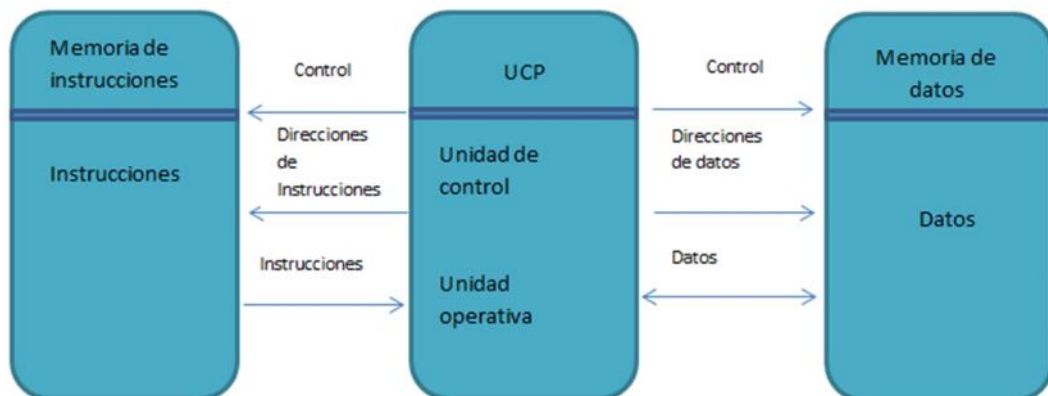 Memoria de
instrucciones
Instrucciones
Control
Direcciones
de
Instrucciones
Instrucciones
UCP
Unidad de
control
Unidad
operativa
Control
Direcciones
de datos
Datos
Memoria de
datos
Datos